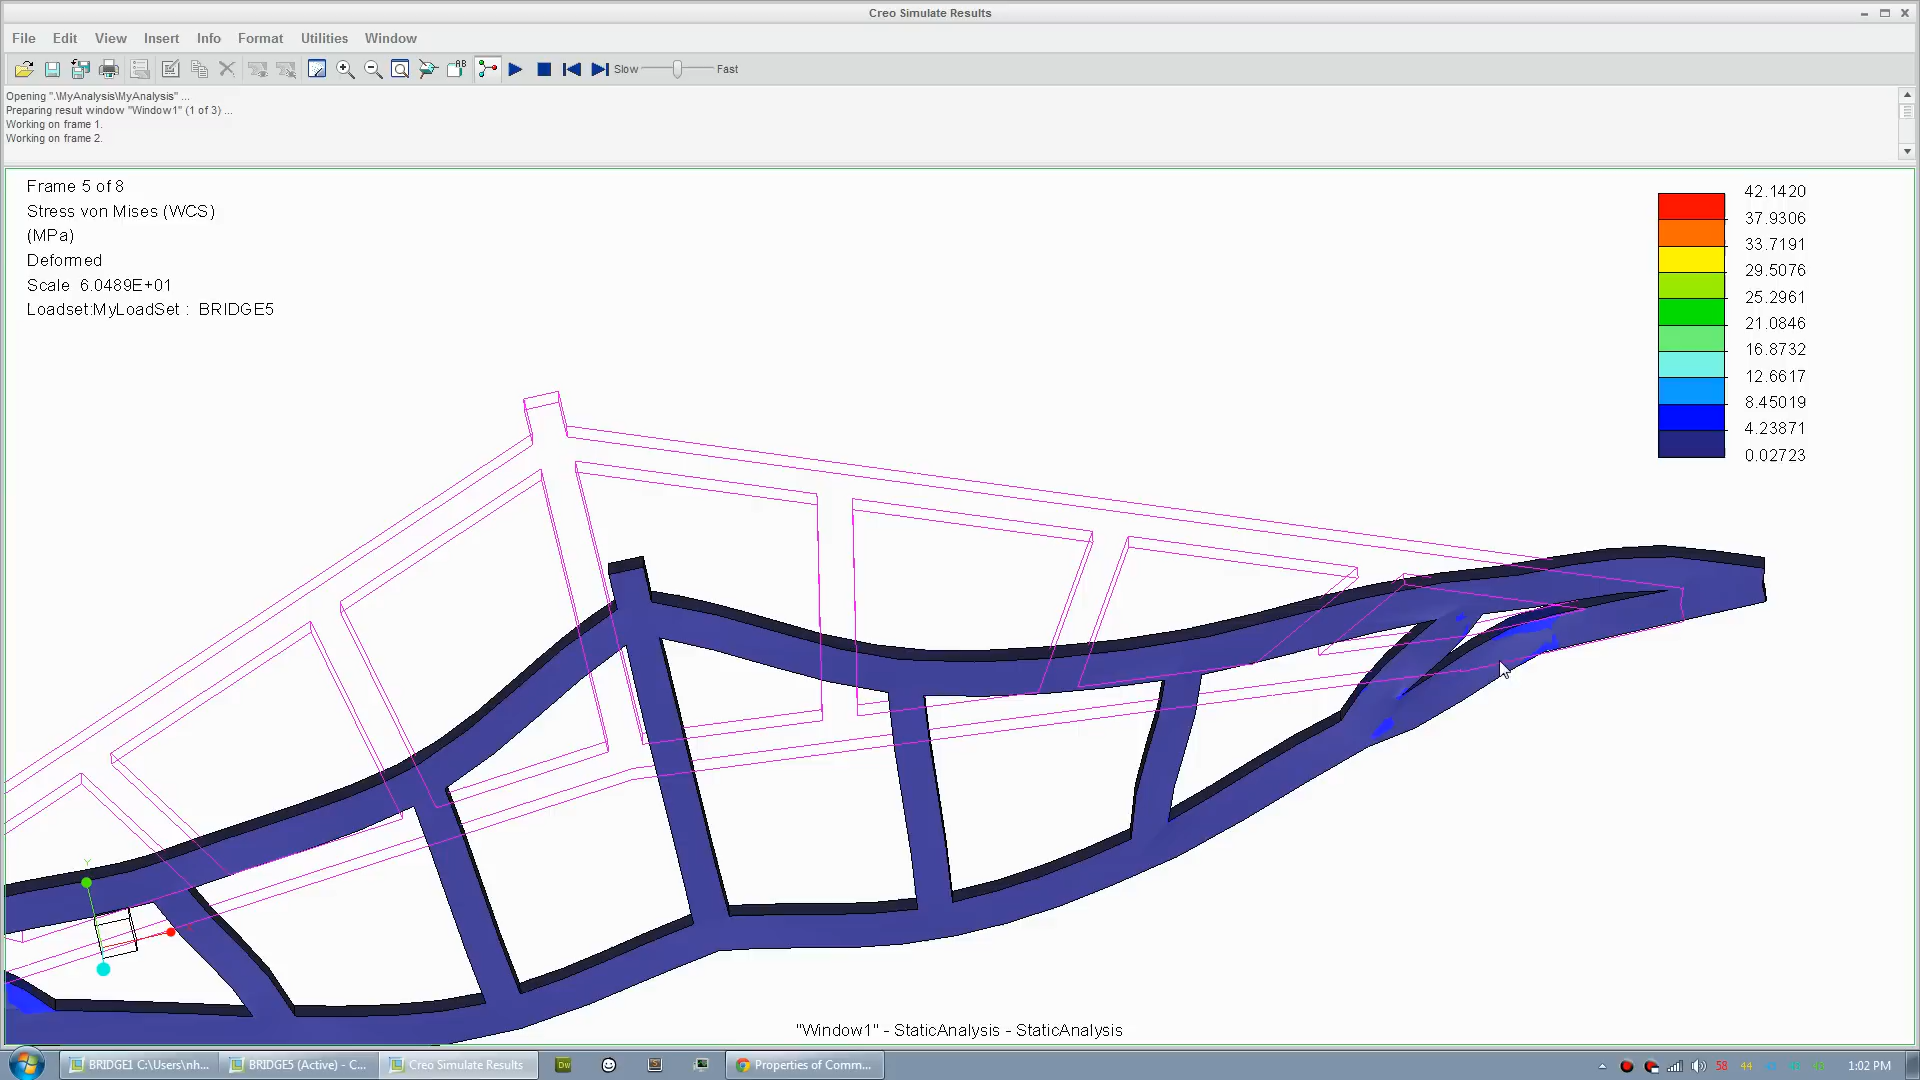 Creo Simulate Results
File Edit View Insert Info Format Utilities Window
AB
Slow Fast
Opening ".\MyAnalysis\MyAnalysis" ...
Preparing result window "Window1" (1 of 3) ...
Working on frame 1.
Working on frame 2.
Frame 5 of 8
Stress von Mises (WCS)
(MPa)
Deformed
Scale 6.0489E+01
Loadset:MyLoadSet : BRIDGE5
42.1420
37.9306
33.7191
29.5076
25.2961
21.0846
16.8732
12.6617
8.45019
4.23871
0.02723
Y
"Window1" - StaticAnalysis - StaticAnalysis
BRIDGE1 C:\Users\nh... BRIDGE5 (Active) - C... Creo Simulate Results Dw Properties of Comm... 58 44 1:02 PM